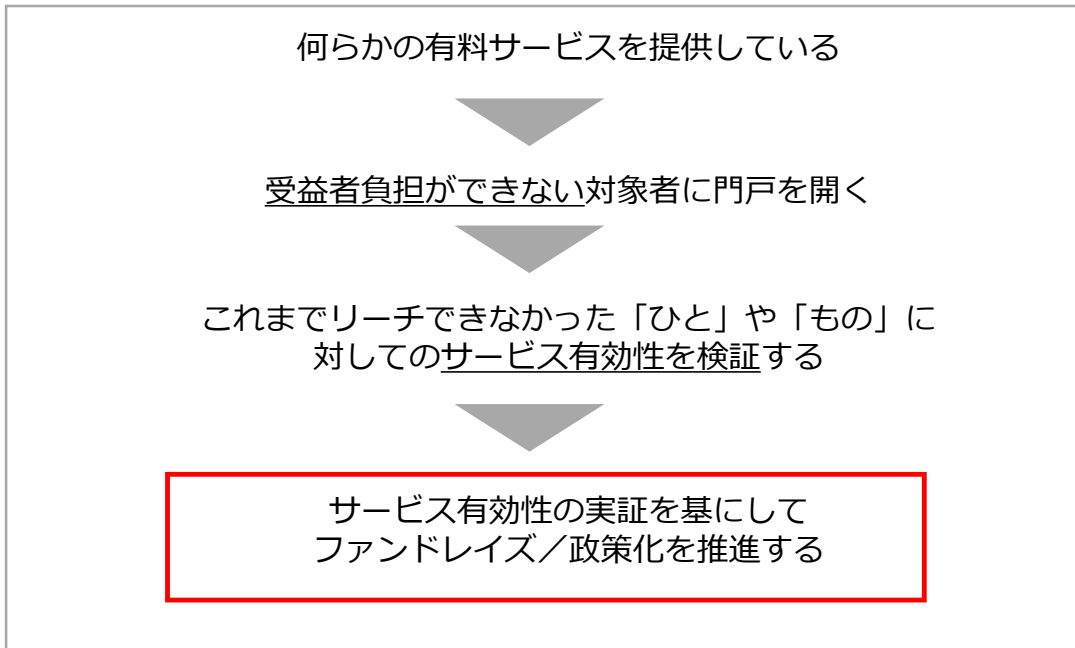 何らかの有料サービスを提供している
受益者負担ができない対象者に門戸を開く
これまでリーチできなかった「ひと」や「もの」に
対してのサービス有効性を検証する
サービス有効性の実証を基にして
ファンドレイズ／政策化を推進する